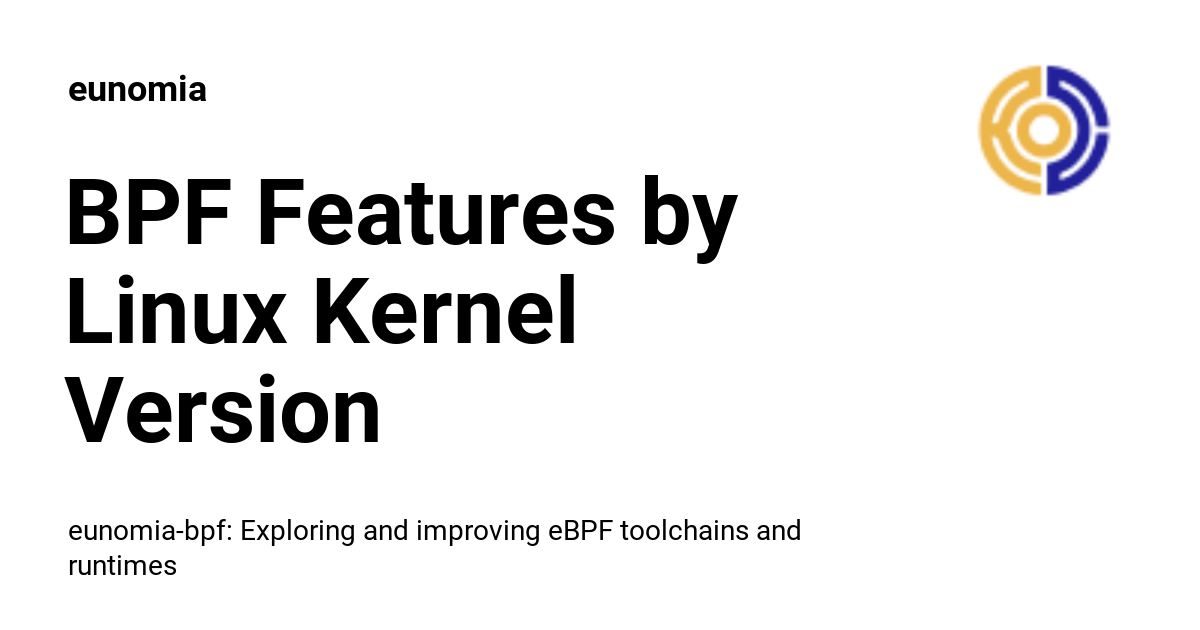 eunomia
BPF Features by
Linux Kernel
Version
eunomia-bpf: Exploring and improving eBPF toolchains and
runtimes